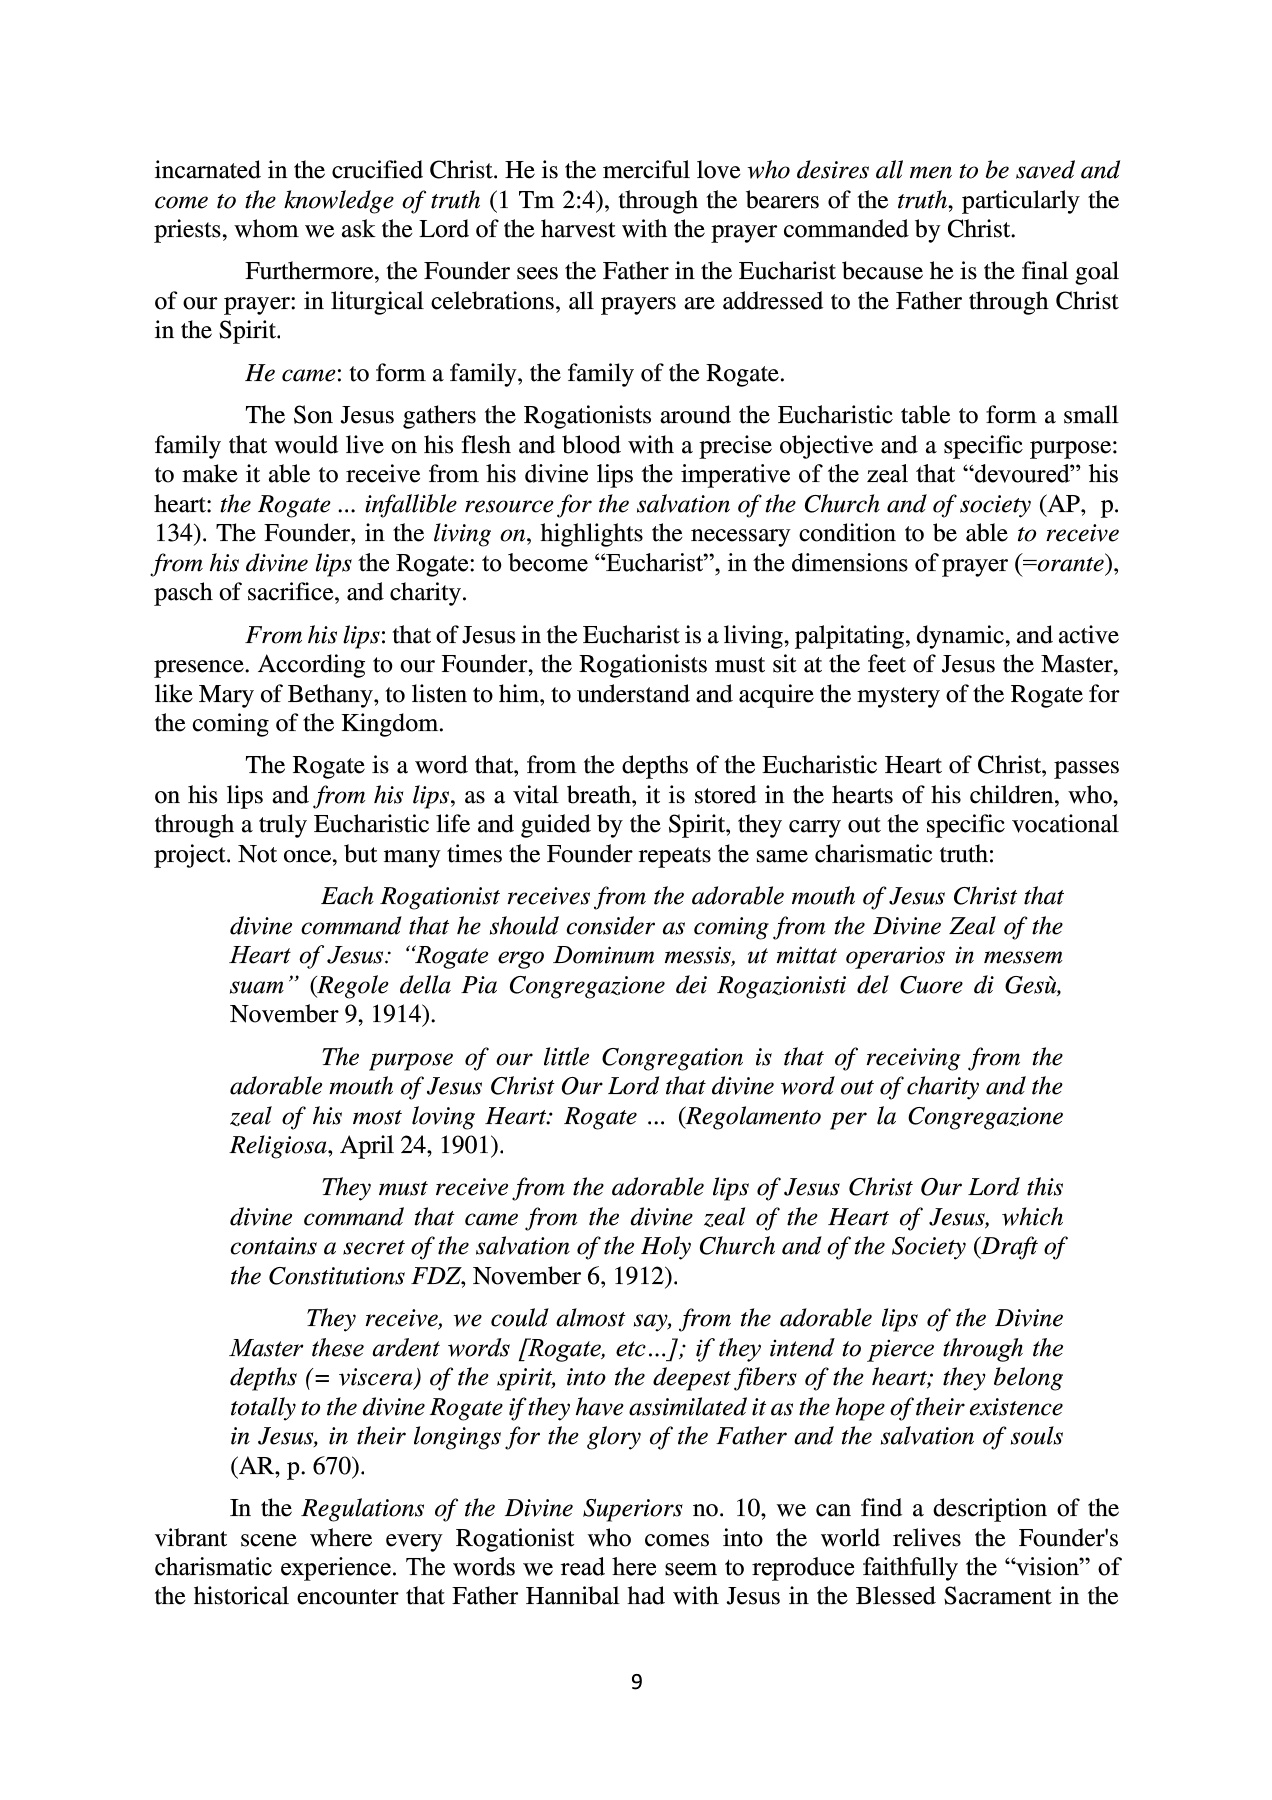 incarnated in the crucified Christ. He is the merciful love who desires all men to be saved and
come to the knowledge of truth (1 Tm 2:4), through the bearers of the truth, particularly the
priests, whom we ask the Lord of the harvest with the prayer commanded by Christ.
Furthermore, the Founder sees the Father in the Eucharist because he is the final goal
of our prayer: in liturgical celebrations, all prayers are addressed to the Father through Christ
in the Spirit.
He came: to form a family, the family of the Rogate.
The Son Jesus gathers the Rogationists around the Eucharistic table to form a small
family that would live on his flesh and blood with a precise objective and a specific purpose:
to make it able to receive from his divine lips the imperative of the zeal that “devoured” his
heart: the Rogate ... infallible resource for the salvation of the Church and of society (AP, p.
134). The Founder, in the living on, highlights the necessary condition to be able to receive
from his divine lips the Rogate: to become “Eucharist”, in the dimensions of prayer (=orante),
pasch of sacrifice, and charity.
From his lips: that of Jesus in the Eucharist is a living, palpitating, dynamic, and active
presence. According to our Founder, the Rogationists must sit at the feet of Jesus the Master,
like Mary of Bethany, to listen to him, to understand and acquire the mystery of the Rogate for
the coming of the Kingdom.
The Rogate is a word that, from the depths of the Eucharistic Heart of Christ, passes
on his lips and from his lips, as a vital breath, it is stored in the hearts of his children, who,
through a truly Eucharistic life and guided by the Spirit, they carry out the specific vocational
project. Not once, but many times the Founder repeats the same charismatic truth:
Each Rogationist receives from the adorable mouth of Jesus Christ that
divine command that he should consider as coming from the Divine Zeal of the
Heart of Jesus: “Rogate ergo Dominum messis, ut mittat operarios in messem
suam” (Regole della Pia Congregazione dei Rogazionisti del Cuore di Gesù,
November 9, 1914).
The purpose of our little Congregation is that of receiving from the
adorable mouth of Jesus Christ Our Lord that divine word out of charity and the
zeal of his most loving Heart: Rogate ... (Regolamento per la Congregazione
Religiosa, April 24, 1901).
They must receive from the adorable lips of Jesus Christ Our Lord this
divine command that came from the divine zeal of the Heart of Jesus, which
contains a secret of the salvation of the Holy Church and of the Society (Draft of
the Constitutions FDZ, November 6, 1912).
They receive, we could almost say, from the adorable lips of the Divine
Master these ardent words [Rogate, etc...]; if they intend to pierce through the
depths (= viscera) of the spirit, into the deepest fibers of the heart; they belong
totally to the divine Rogate if they have assimilated it as the hope of their existence
in Jesus, in their longings for the glory of the Father and the salvation of souls
(AR, p. 670).
In the Regulations of the Divine Superiors no. 10, we can find a description of the
vibrant scene where every Rogationist who comes into the world relives the Founder's
charismatic experience. The words we read here seem to reproduce faithfully the “vision” of
the historical encounter that Father Hannibal had with Jesus in the Blessed Sacrament in the
9